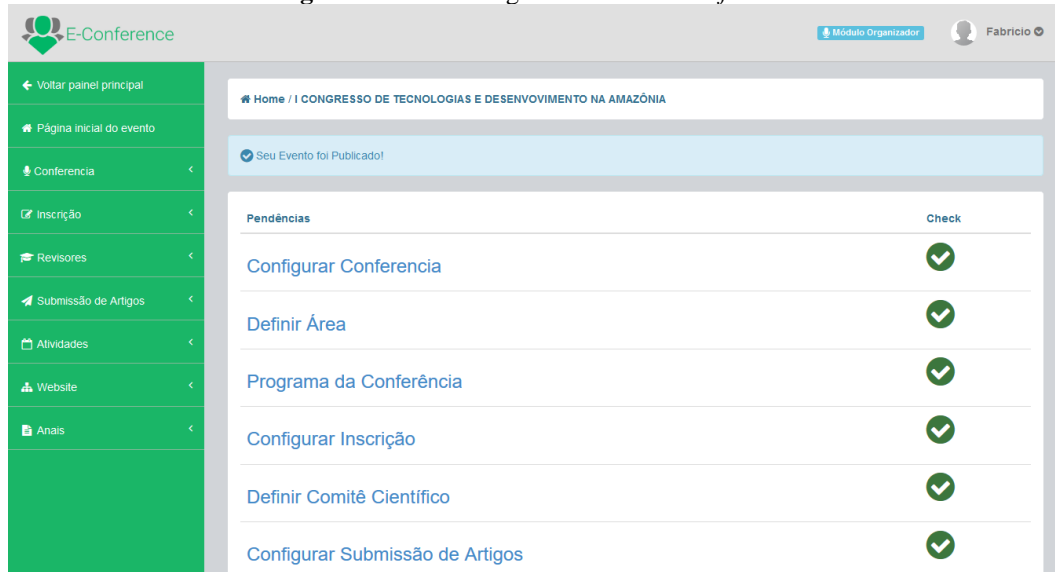 E-Conference
Módulo Organizador
Fabricio
Voltar painel principal
Página inicial do evento
Conferencia
Inscrição
Revisores
Submissão de Artigos
Atividades
Website
Anais
Home / I CONGRESSO DE TECNOLOGIAS E DESENVOVIMENTO NA AMAZÔNIA
Seu Evento foi Publicado!
Pendências Check
Configurar Conferencia
Definir Área
Programa da Conferência
Configurar Inscrição
Definir Comitê Científico
Configurar Submissão de Artigos